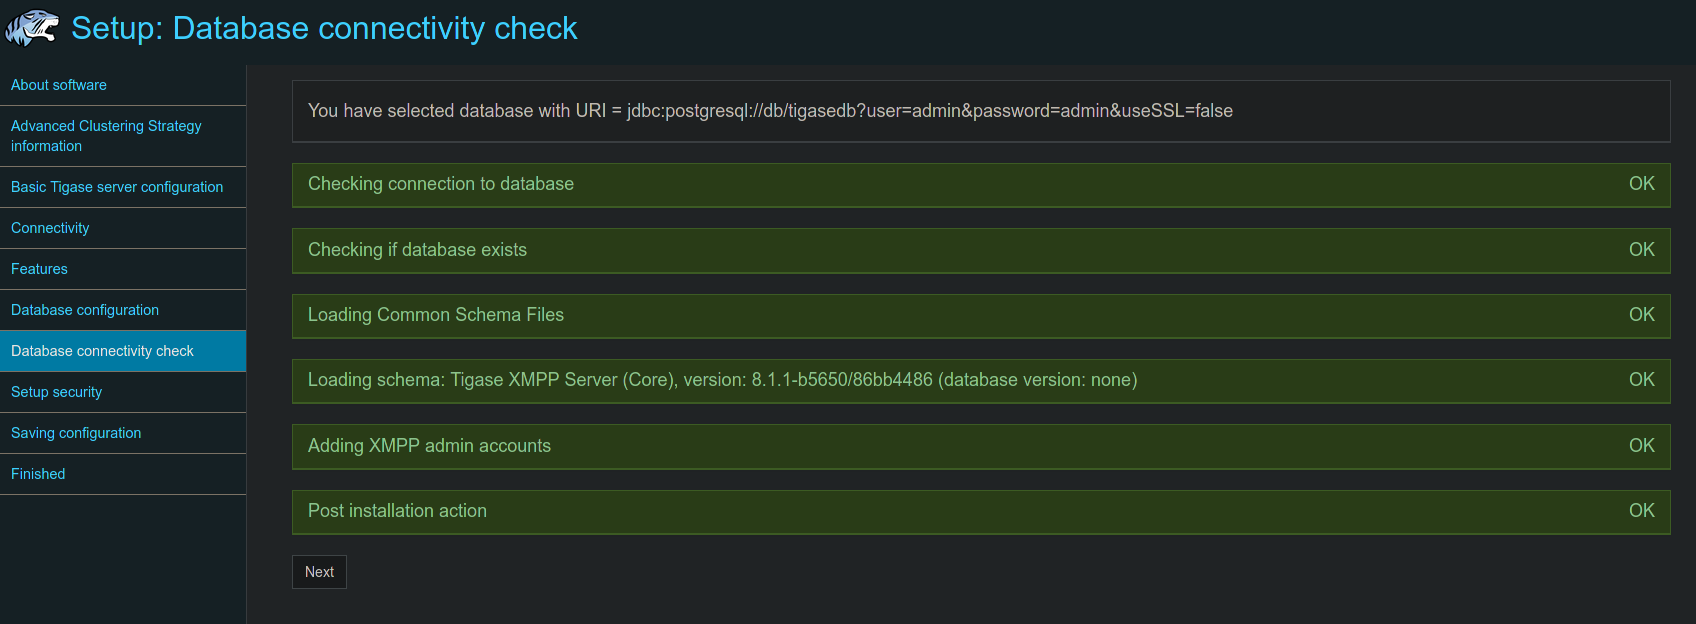 Setup: Database connectivity check
About software
Advanced Clustering Strategy
information
Basic Tigase server configuration
Connectivity
Features
Database configuration
Database connectivity check
Setup security
Saving configuration
Finished
You have selected database with URI = jdbc:postgresql://db/tigasedb?user=admin&password=admin&useSSL=false
Checking connection to database OK
Checking if database exists OK
Loading Common Schema Files OK
Loading schema: Tigase XMPP Server (Core), version: 8.1.1-b5650/86bb4486 (database version: none) OK
Adding XMPP admin accounts OK
Post installation action OK
Next